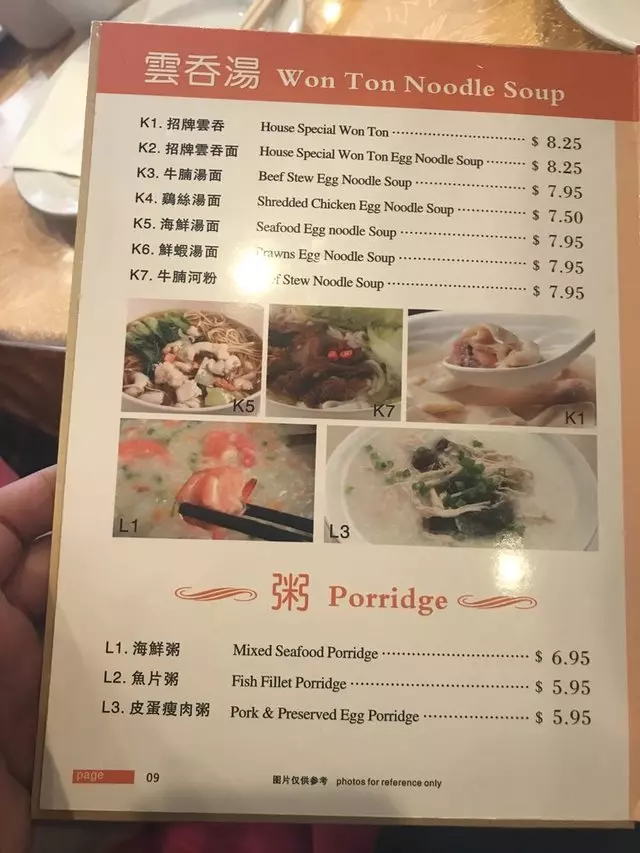 雲吞湯 Won Ton Noodle Soup
K1. 招牌雲吞 House Special Won Ton $ 8.25
K2. 招牌雲吞面 House Special Won Ton Egg Noodle Soup $ 8.25
K3. 牛腩湯面 Beef Stew Egg Noodle Soup $ 7.95
K4. 鷄絲湯面 Shredded Chicken Egg Noodle Soup $ 7.50
K5. 海鮮湯面 Seafood Egg noodle Soup $ 7.95
K6. 鮮蝦湯面 Prawns Egg Noodle Soup $ 7.95
K7. 牛腩河粉 Stew Noodle Soup $ 7.95
K5 K7 K1
L1 L3
粥 Porridge
L1. 海鮮粥 Mixed Seafood Porridge $ 6.95
L2. 魚片粥 Fish Fillet Porridge $ 5.95
L3. 皮蛋瘦肉粥 Pork & Preserved Egg Porridge $ 5.95
page 09 图片仅供参考 photos for reference only